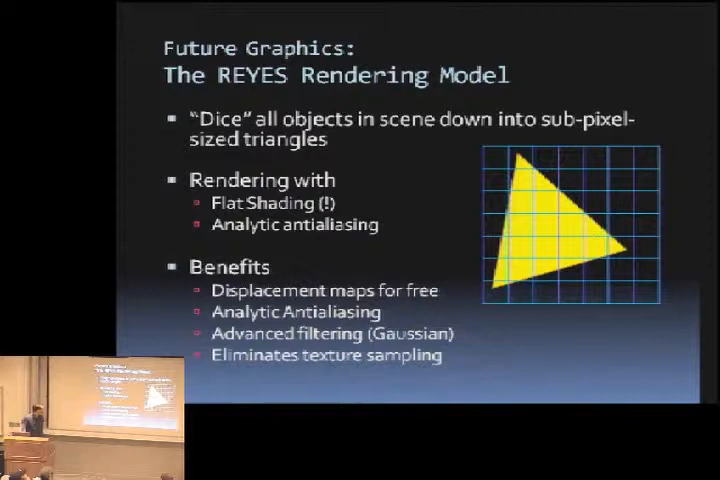 Future Graphics:
The REYES Rendering Model
"Dice" all objects in scene down into sub-pixel-
sized triangles
Rendering with
Flat Shading (!)
Analytic antialiasing
Benefits
Displacement maps for free
Analytic Antialiasing
Advanced filtering (Gaussian)
Eliminates texture sampling